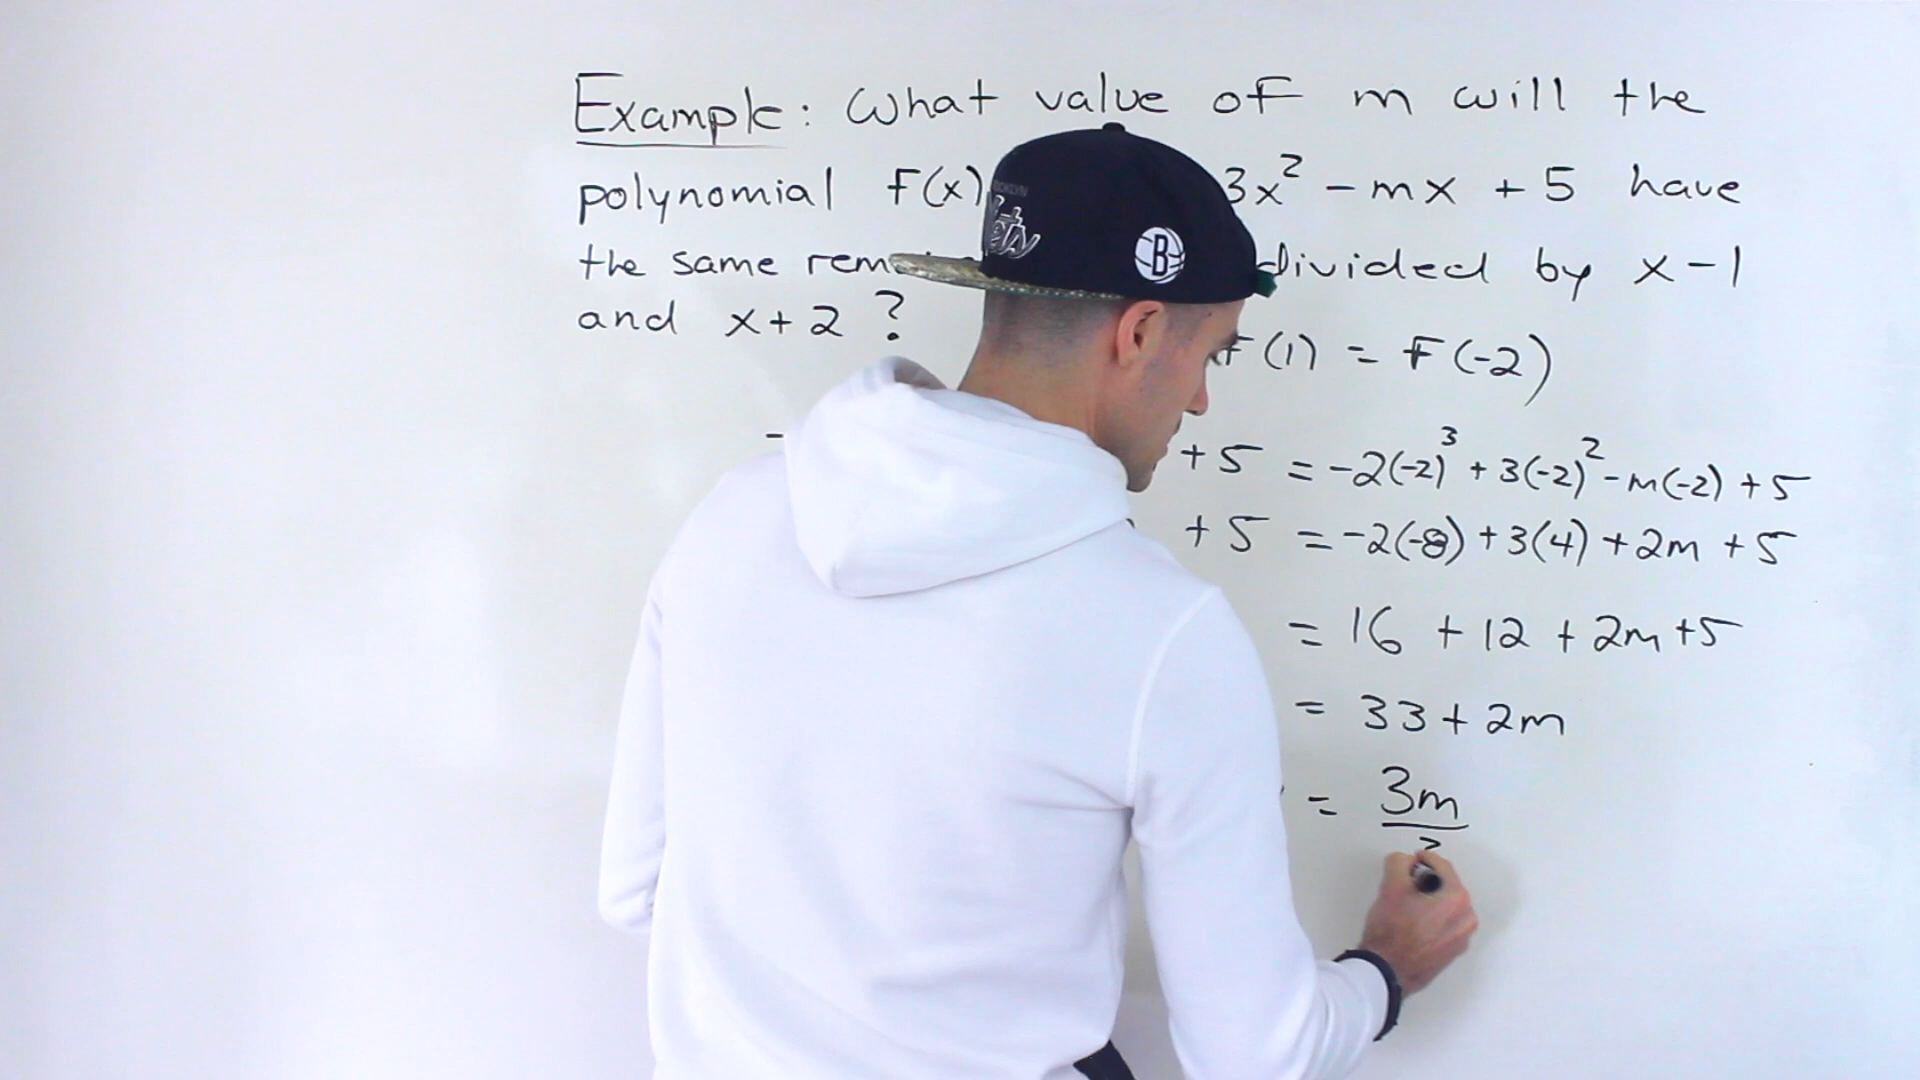 Example: What value of m will the
polynomial f(x) 3x² - mx + 5 have
the same divided by x-1
and x+2 ?
f(1) = f(-2)
+5 = -2(-2)³ + 3(-2)² - m(-2) + 5
+5 = -2(-8) + 3(4) + 2m + 5
= 16 + 12 + 2m + 5
= 33 + 2m
= 3m
B